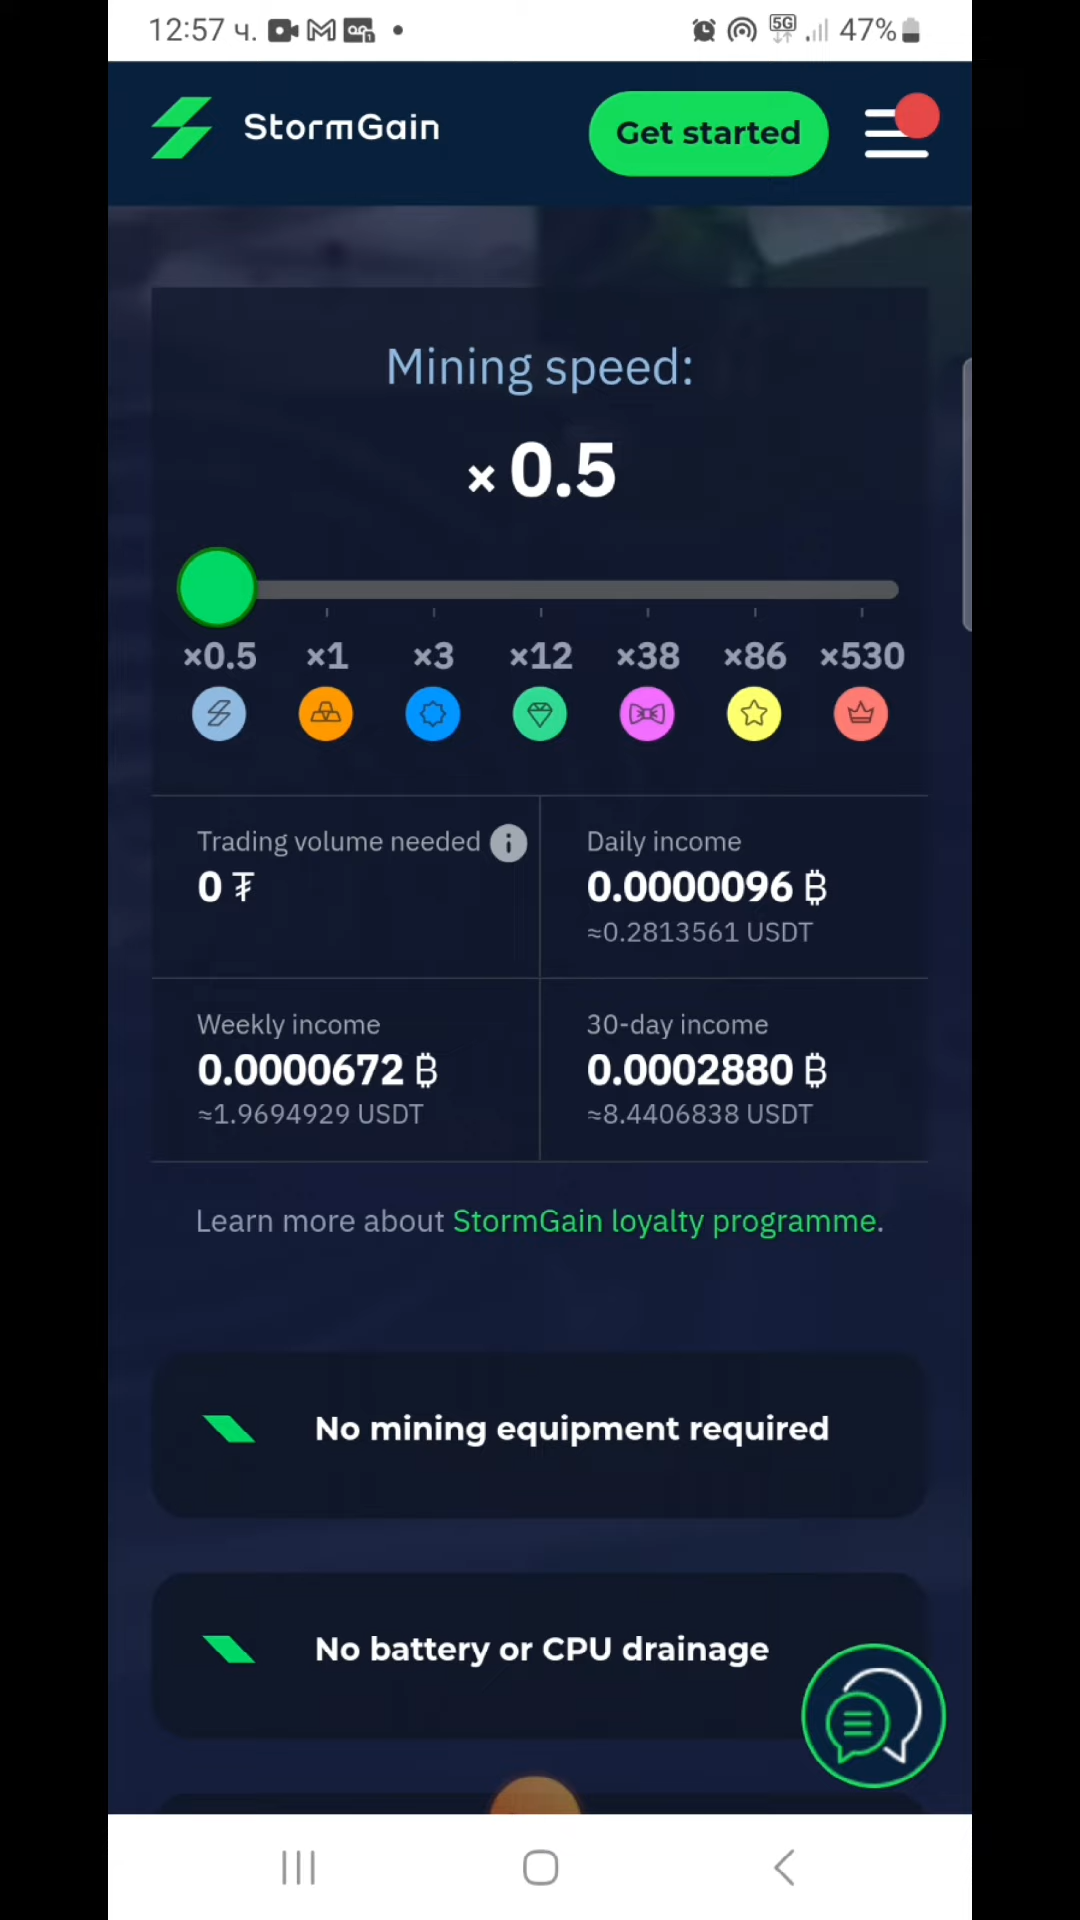 12:57 ч. 5G 47%
StormGain Get started
Mining speed:
× 0.5
×0.5 ×1 ×3 ×12 ×38 ×86 ×530
Trading volume needed
0 ₮
Daily income
0.0000096 ₿
≈0.2813561 USDT
Weekly income
0.0000672 ₿
≈1.9694929 USDT
30-day income
0.0002880 ₿
≈8.4406838 USDT
Learn more about StormGain loyalty programme.
No mining equipment required
No battery or CPU drainage